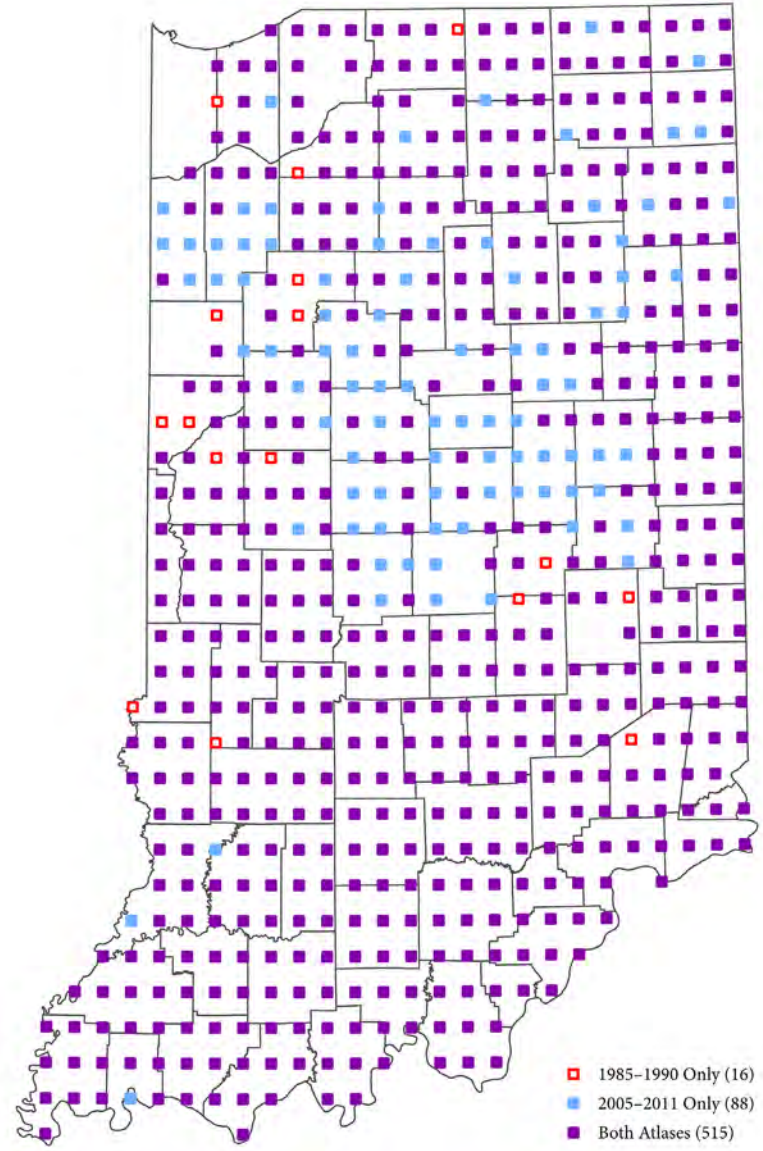 1985–1990 Only (16)
2005–2011 Only (88)
Both Atlases (515)